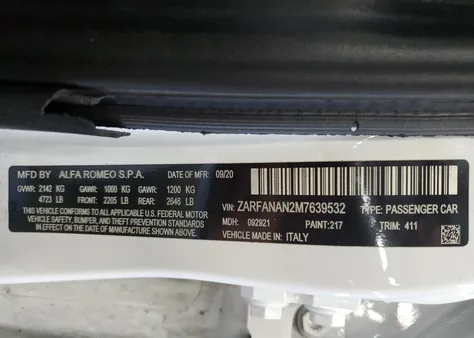 MFD BY ALFA ROMEO S.P.A. DATE OF MFR 09/20
GVWR: 2142 KG GAWR: 1000 KG GAWR: 1200 KG
4723 LB FRONT: 2205 LB REAR: 2646 LB
THIS VEHICLE CONFORMS TO ALL APPLICABLE U.S. FEDERAL MOTOR
VEHICLE SAFETY, BUMPER, AND THEFT PREVENTION STANDARDS
IN EFFECT ON THE DATE OF MANUFACTURE SHOWN ABOVE.
VIN: ZARFANAN2M7639532 TYPE: PASSENGER CAR
MDH: 092921 PAINT:217 TRIM: 411
VEHICLE MADE IN: ITALY